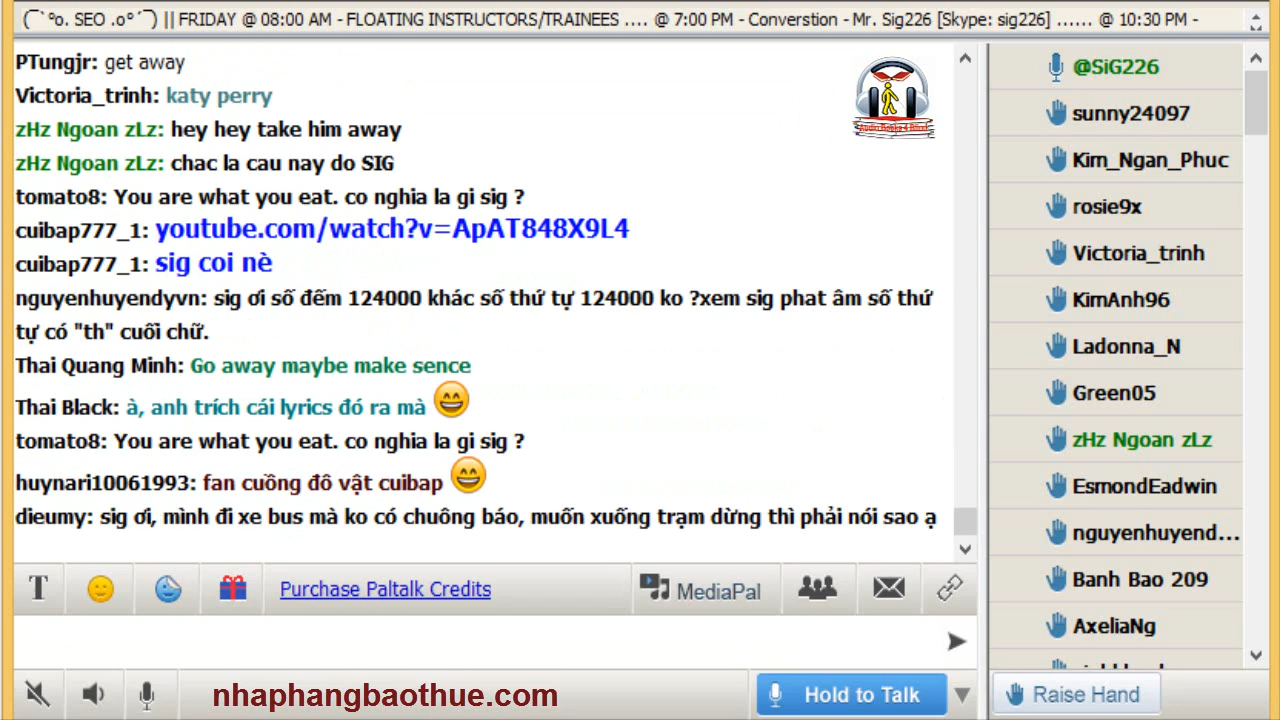 (¯`°o. SEO .o°´¯) || FRIDAY @ 08:00 AM - FLOATING INSTRUCTORS/TRAINEES .... @ 7:00 PM - Converstion - Mr. Sig226 [Skype: sig226] ...... @ 10:30 PM -
PTungjr: get away
Victoria_trinh: katy perry
zHz Ngoan zLz: hey hey take him away
zHz Ngoan zLz: chac la cau nay do SIG
tomato8: You are what you eat. co nghia la gi sig ?
cuibap777_1: youtube.com/watch?v=ApAT848X9L4
cuibap777_1: sig coi nè
nguyenhuyendyvn: sig ơi số đếm 124000 khác số thứ tự 124000 ko ?xem sig phat âm số thứ
tự có "th" cuối chữ.
Thai Quang Minh: Go away maybe make sence
Thai Black: à, anh trích cái lyrics đó ra mà
tomato8: You are what you eat. co nghia la gi sig ?
huynari10061993: fan cuồng đô vật cuibap
dieumy: sig ơi, mình đi xe bus mà ko có chuông báo, muốn xuống trạm dừng thì phải nói sao ạ
T
Purchase Paltalk Credits
MediaPal
nhaphangbaothue.com
Hold to Talk
@SiG226
sunny24097
Kim_Ngan_Phuc
rosie9x
Victoria_trinh
KimAnh96
Ladonna_N
Green05
zHz Ngoan zLz
EsmondEadwin
nguyenhuyend...
Banh Bao 209
AxeliaNg
Raise Hand